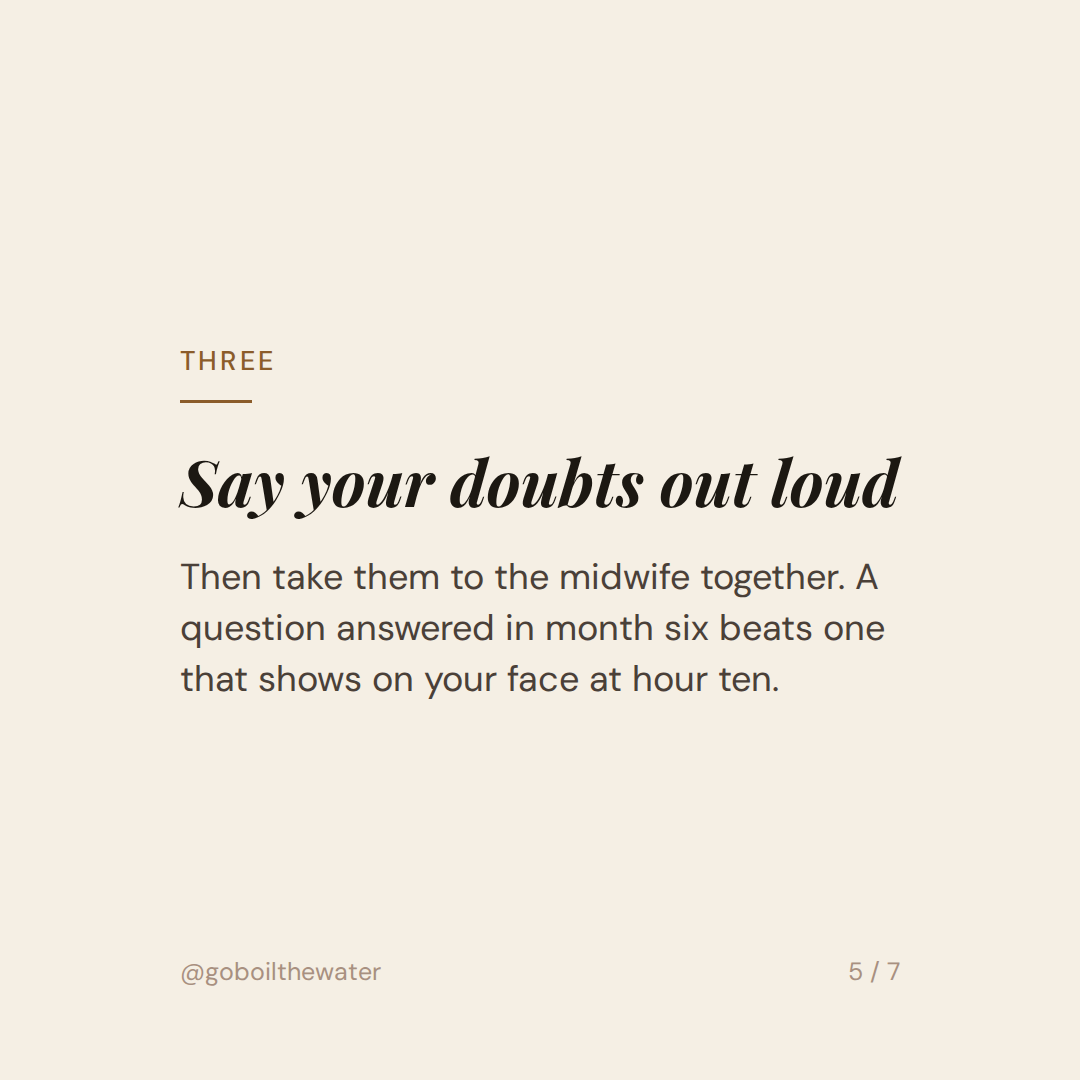 THREE
Say your doubts out loud
Then take them to the midwife together. A
question answered in month six beats one
that shows on your face at hour ten.
@goboilthewater
5 / 7